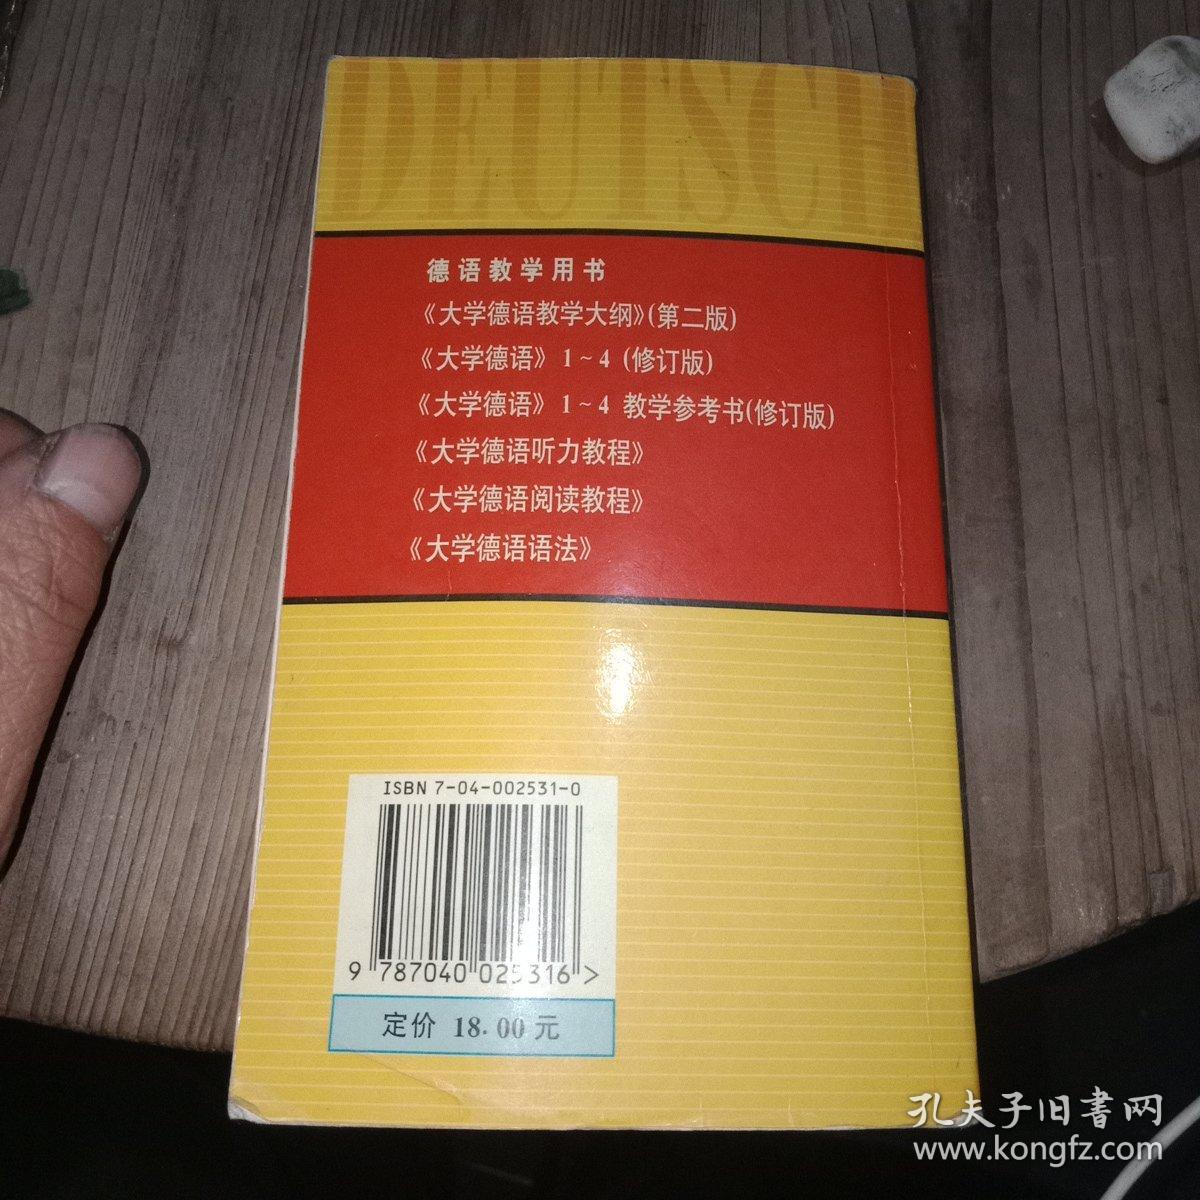 DEUTSCH
德语教学用书
《大学德语教学大纲》(第二版)
《大学德语》1~4 (修订版)
《大学德语》1~4 教学参考书(修订版)
《大学德语听力教程》
《大学德语阅读教程》
《大学德语语法》
ISBN 7-04-002531-0
9 787040 025316 >
定价 18.00 元
孔夫子旧書网
www.kongfz.com